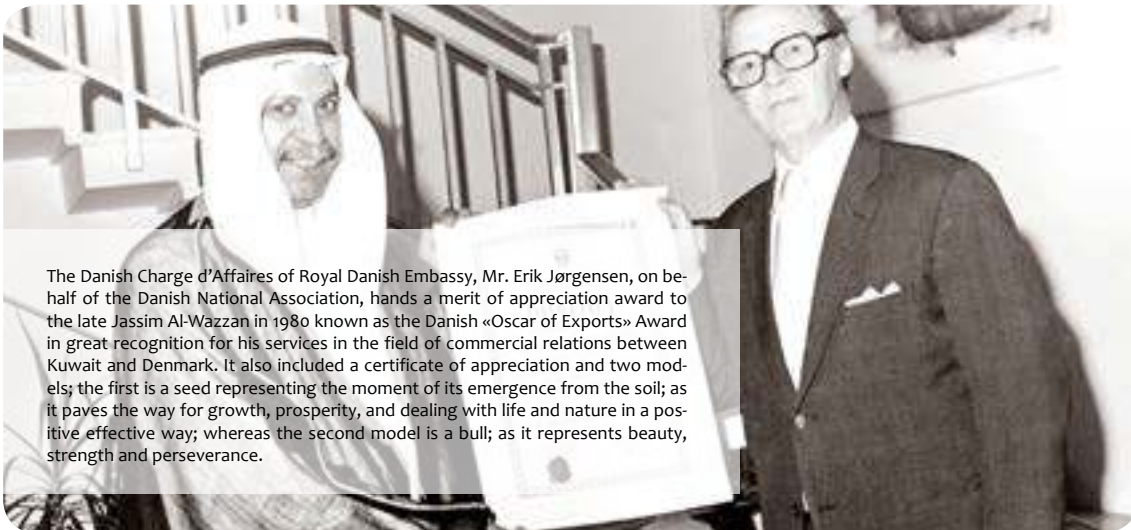 The Danish Charge d’Affaires of Royal Danish Embassy, Mr. Erik Jørgensen, on be-
half of the Danish National Association, hands a merit of appreciation award to
the late Jassim Al-Wazzan in 1980 known as the Danish «Oscar of Exports» Award
in great recognition for his services in the field of commercial relations between
Kuwait and Denmark. It also included a certificate of appreciation and two mod-
els; the first is a seed representing the moment of its emergence from the soil; as
it paves the way for growth, prosperity, and dealing with life and nature in a pos-
itive effective way; whereas the second model is a bull; as it represents beauty,
strength and perseverance.